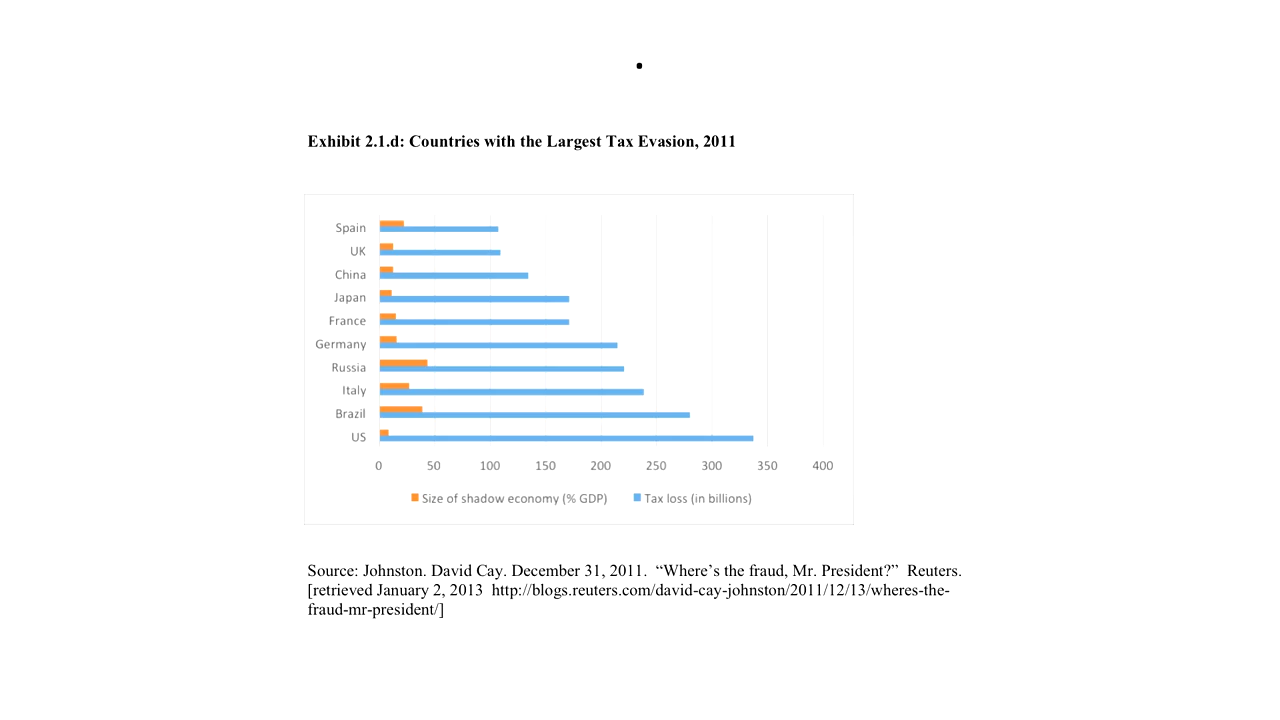 •
Exhibit 2.1.d: Countries with the Largest Tax Evasion, 2011
Spain
UK
China
Japan
France
Germany
Russia
Italy
Brazil
US
0 50 100 150 200 250 300 350 400
Size of shadow economy (% GDP) Tax loss (in billions)
Source: Johnston. David Cay. December 31, 2011.  “Where’s the fraud, Mr. President?”  Reuters.
[retrieved January 2, 2013  http://blogs.reuters.com/david-cay-johnston/2011/12/13/wheres-the-
fraud-mr-president/]